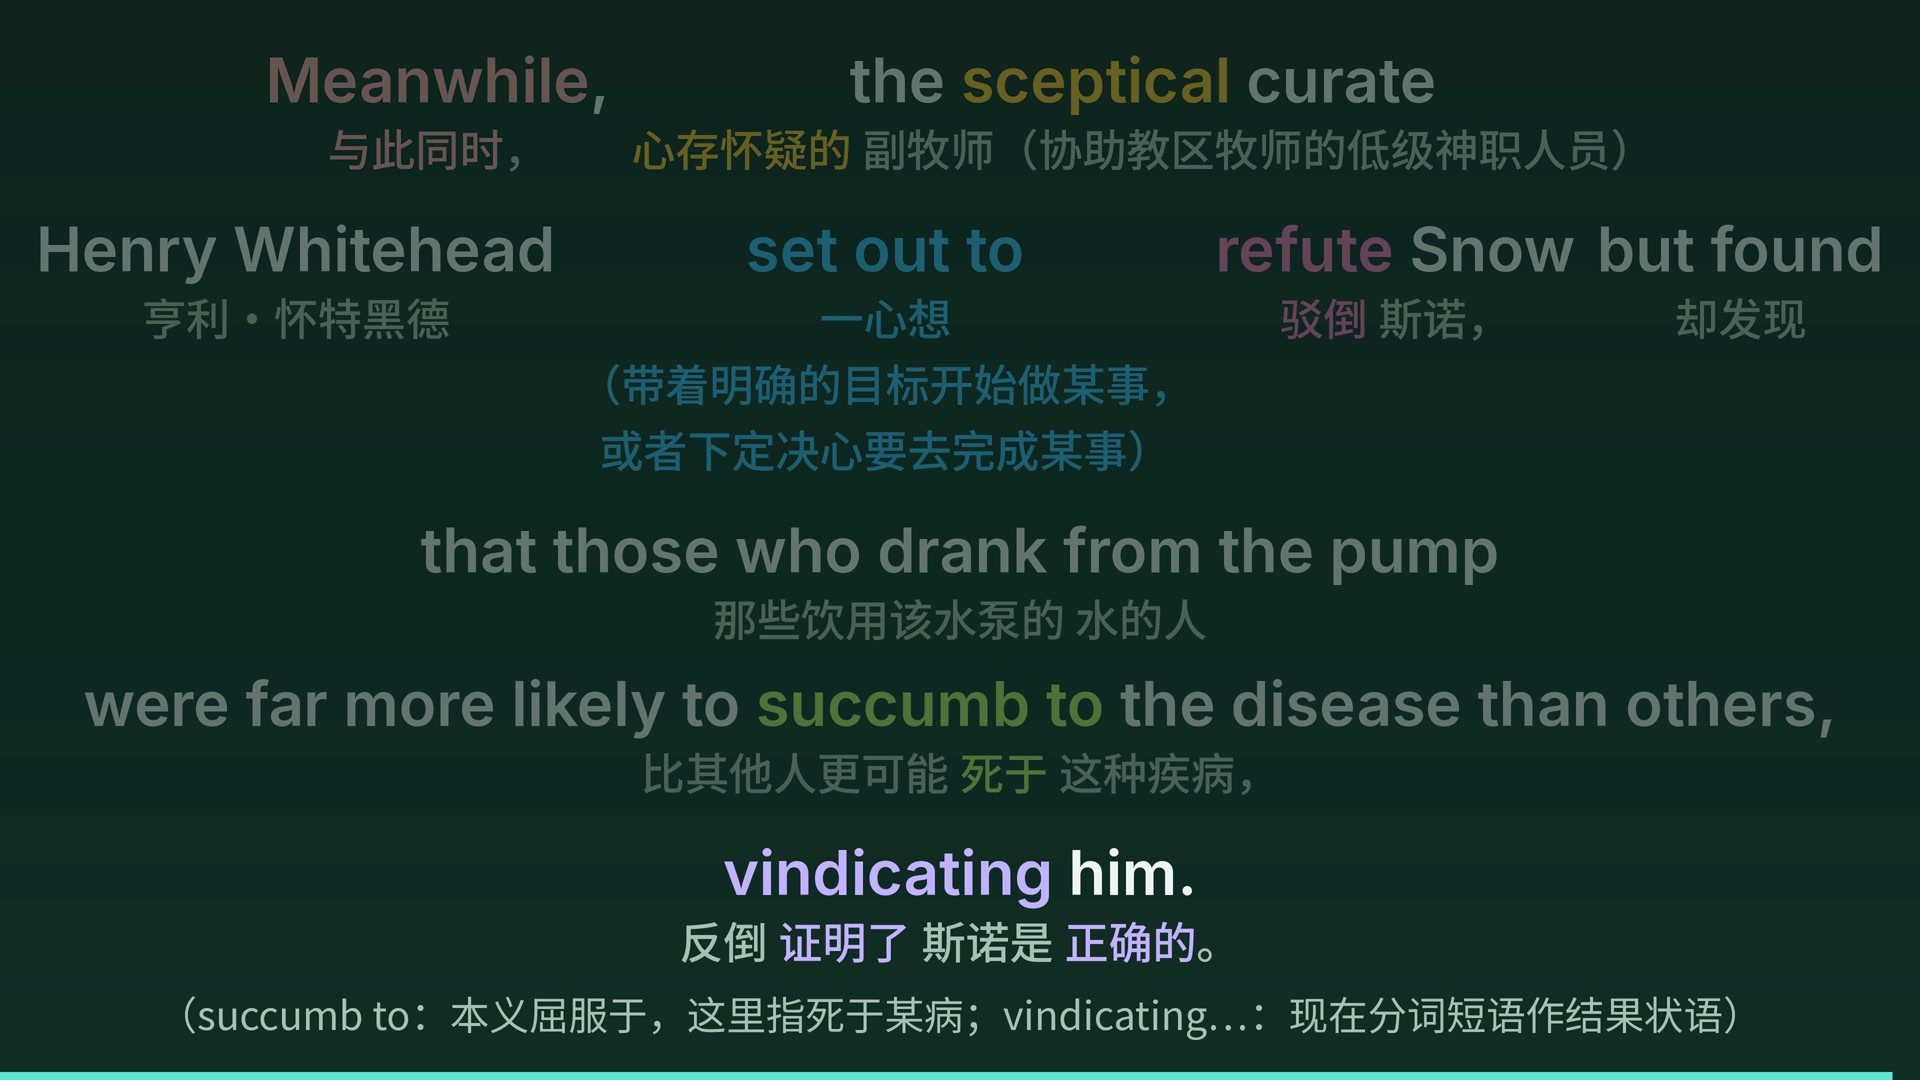 Meanwhile, the sceptical curate
与此同时， 心存怀疑的 副牧师（协助教区牧师的低级神职人员）
Henry Whitehead set out to refute Snow but found
亨利・怀特黑德 一心想 驳倒 斯诺， 却发现
（带着明确的目标开始做某事，
或者下定决心要去完成某事）
that those who drank from the pump
那些饮用该水泵的 水的人
were far more likely to succumb to the disease than others,
比其他人更可能 死于 这种疾病，
vindicating him.
反倒 证明了 斯诺是 正确的。
（succumb to：本义屈服于，这里指死于某病；vindicating…：现在分词短语作结果状语）